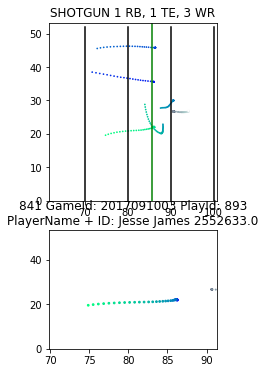 SHOTGUN 1 RB, 1 TE, 3 WR
50
40
30
20
10
0
70 80 90 100
841 GameId: 2017091003 PlayId: 893
PlayerName + ID: Jesse James 2552633.0
40
20
0
70 75 80 85 90